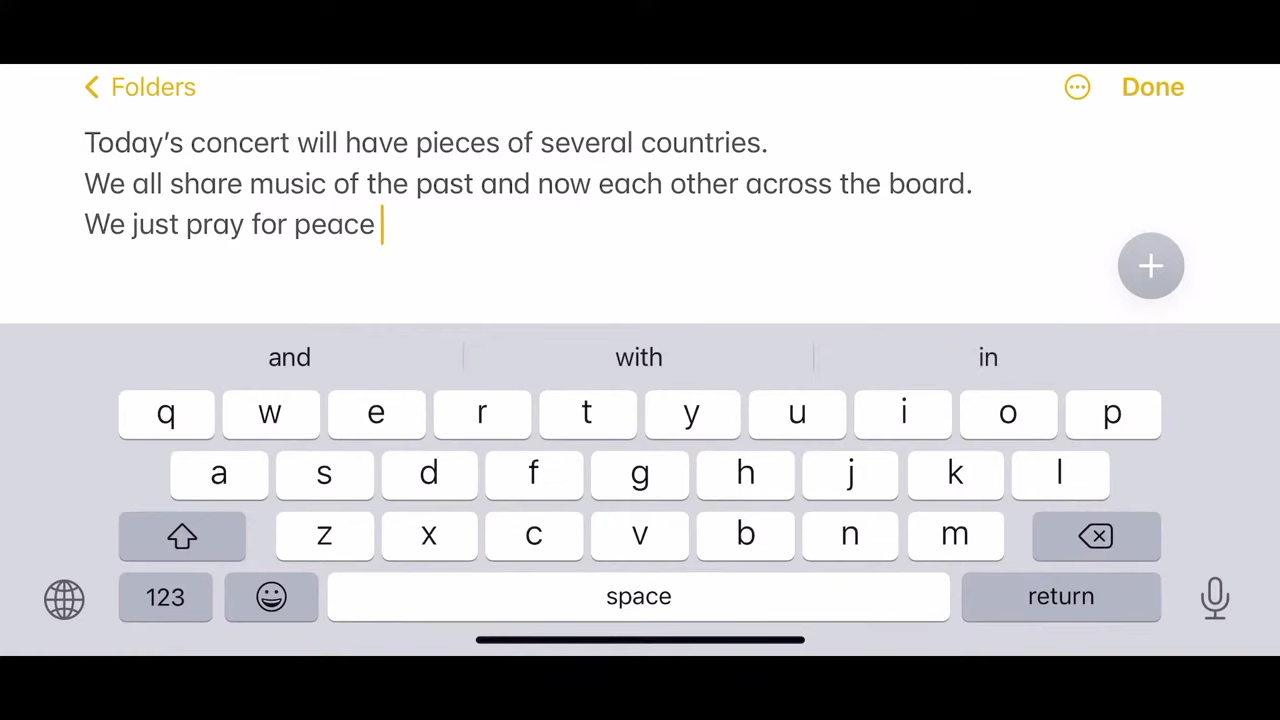 Folders
Done
Today's concert will have pieces of several countries.
We all share music of the past and now each other across the board.
We just pray for peace
and with in
q w e r t y u i o p
a s d f g h j k l
z x c v b n m
123 space return